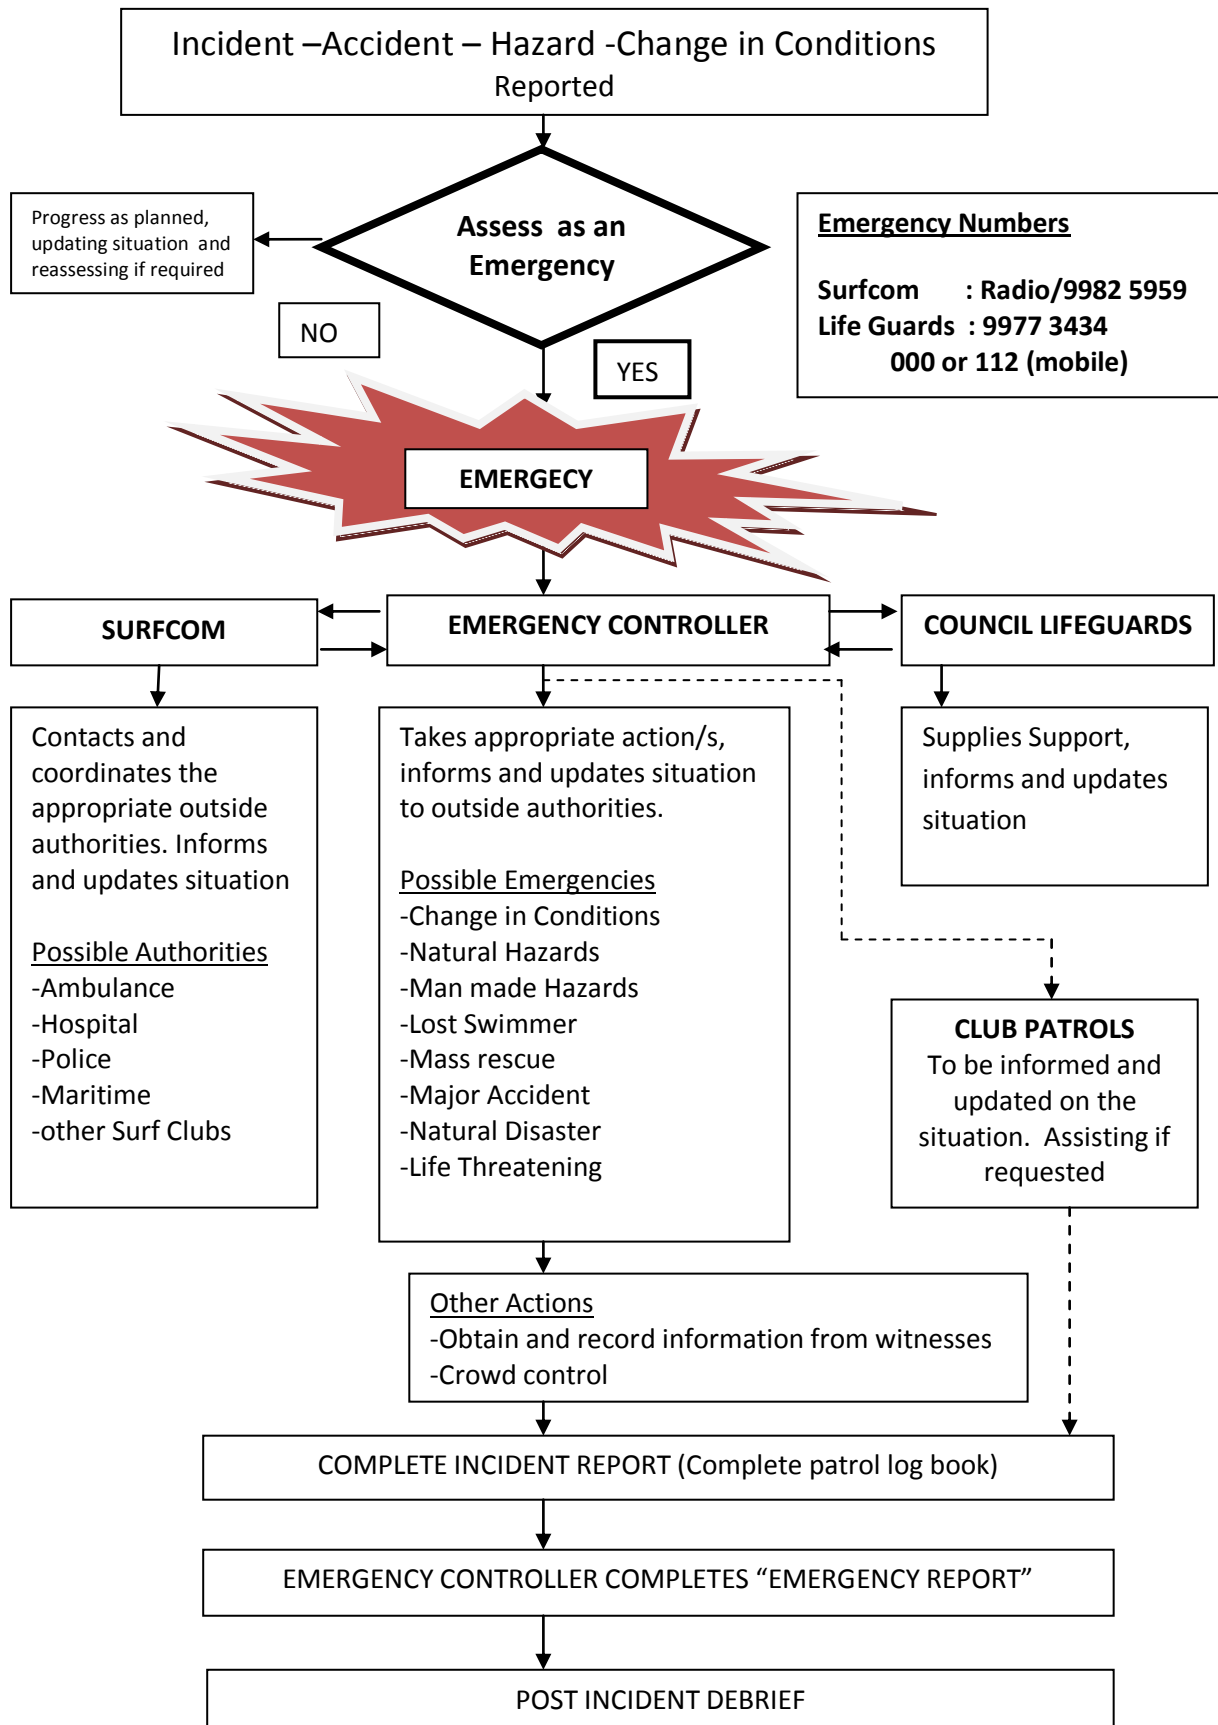 Incident –Accident – Hazard -Change in Conditions
Reported
Progress as planned,
updating situation and
reassessing if required
Assess as an
Emergency
Emergency Numbers
Surfcom : Radio/9982 5959
Life Guards : 9977 3434
000 or 112 (mobile)
NO
YES
EMERGECY
SURFCOM
EMERGENCY CONTROLLER
COUNCIL LIFEGUARDS
Contacts and
coordinates the
appropriate outside
authorities. Informs
and updates situation
Possible Authorities
-Ambulance
-Hospital
-Police
-Maritime
-other Surf Clubs
Takes appropriate action/s,
informs and updates situation
to outside authorities.
Possible Emergencies
-Change in Conditions
-Natural Hazards
-Man made Hazards
-Lost Swimmer
-Mass rescue
-Major Accident
-Natural Disaster
-Life Threatening
Supplies Support,
informs and updates
situation
CLUB PATROLS
To be informed and
updated on the
situation. Assisting if
requested
Other Actions
-Obtain and record information from witnesses
-Crowd control
COMPLETE INCIDENT REPORT (Complete patrol log book)
EMERGENCY CONTROLLER COMPLETES “EMERGENCY REPORT”
POST INCIDENT DEBRIEF